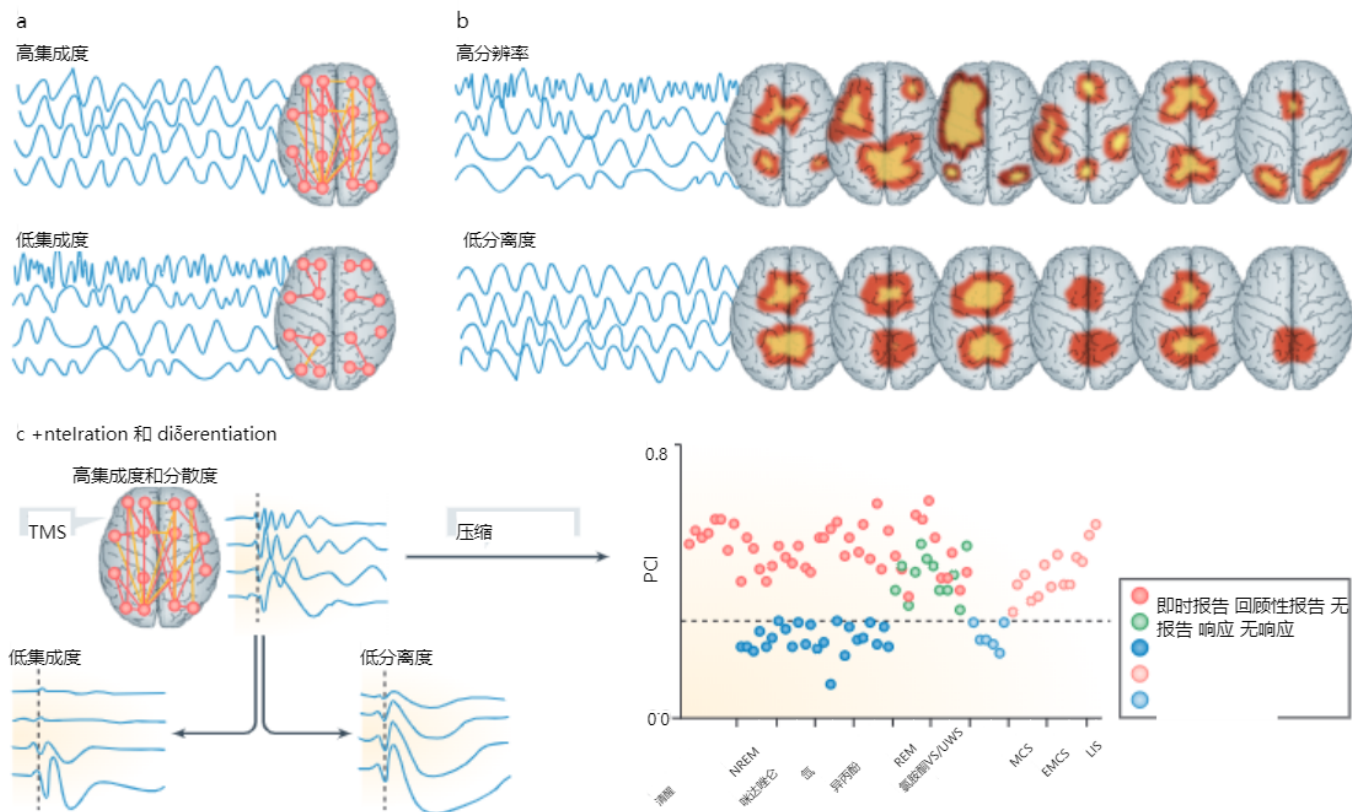 a
高集成度
低集成度
b
高分辨率
低分离度
c +ntelration 和 diẽerentiation
高集成度和分散度
TMS
压缩
低集成度
低分离度
0.8
PCI
0.0
清醒
NREM
咪达唑仑
氙
异丙酚
REM
氯胺酮VS/UWS
MCS
EMCS
LIS
即时报告 回顾性报告 无
报告 响应 无响应